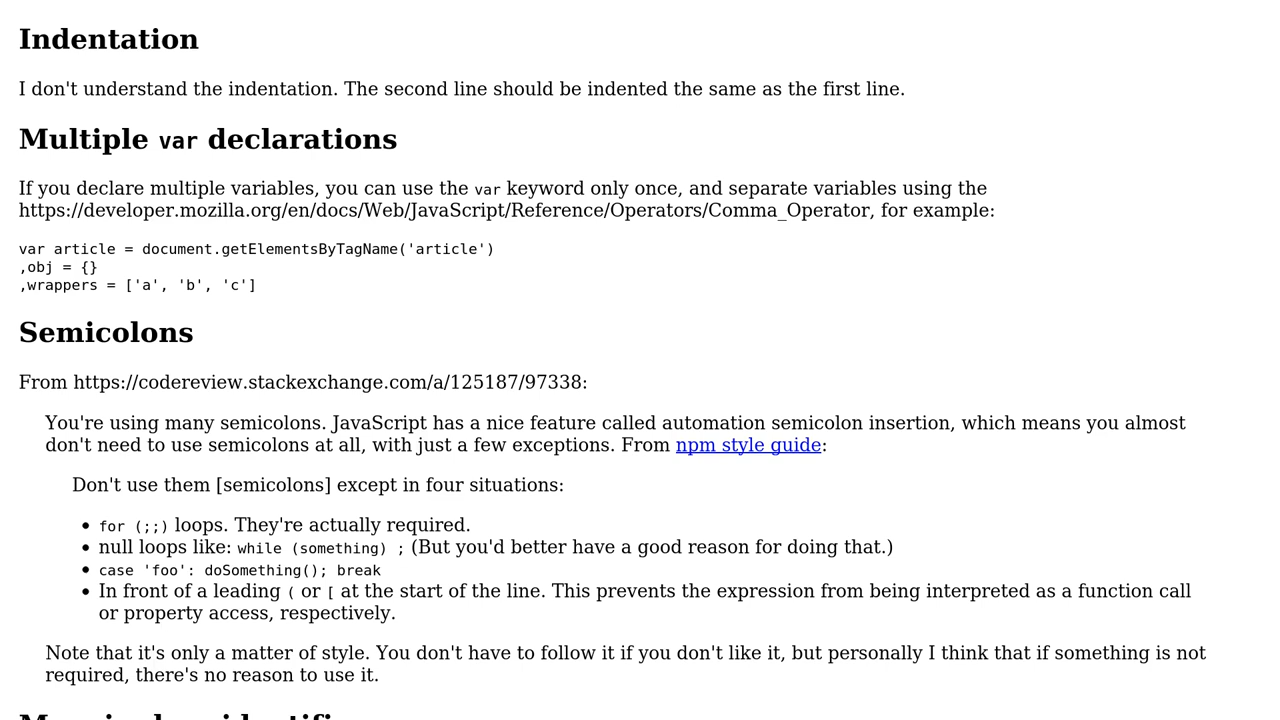 Indentation
I don't understand the indentation. The second line should be indented the same as the first line.
Multiple var declarations
If you declare multiple variables, you can use the var keyword only once, and separate variables using the
https://developer.mozilla.org/en/docs/Web/JavaScript/Reference/Operators/Comma_Operator, for example:
var article = document.getElementsByTagName('article')
,obj = {}
,wrappers = ['a', 'b', 'c']
Semicolons
From https://codereview.stackexchange.com/a/125187/97338:
You're using many semicolons. JavaScript has a nice feature called automation semicolon insertion, which means you almost
don't need to use semicolons at all, with just a few exceptions. From npm style guide:
Don't use them [semicolons] except in four situations:
• for (;;) loops. They're actually required.
• null loops like: while (something) ; (But you'd better have a good reason for doing that.)
• case 'foo': doSomething(); break
• In front of a leading ( or [ at the start of the line. This prevents the expression from being interpreted as a function call
or property access, respectively.
Note that it's only a matter of style. You don't have to follow it if you don't like it, but personally I think that if something is not
required, there's no reason to use it.